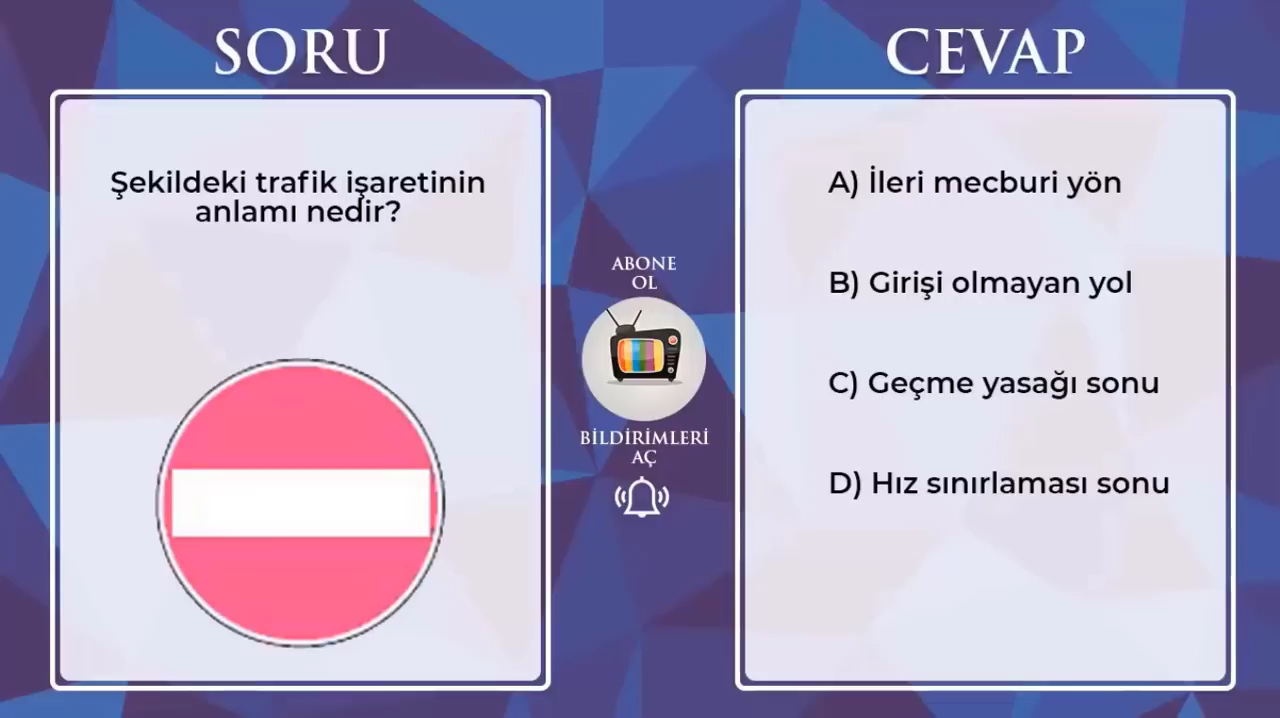 SORU
Şekildeki trafik işaretinin
anlamı nedir?
ABONE
OL
BİLDİRİMLERİ
AÇ
CEVAP
A) İleri mecburi yön
B) Girişi olmayan yol
C) Geçme yasağı sonu
D) Hız sınırlaması sonu